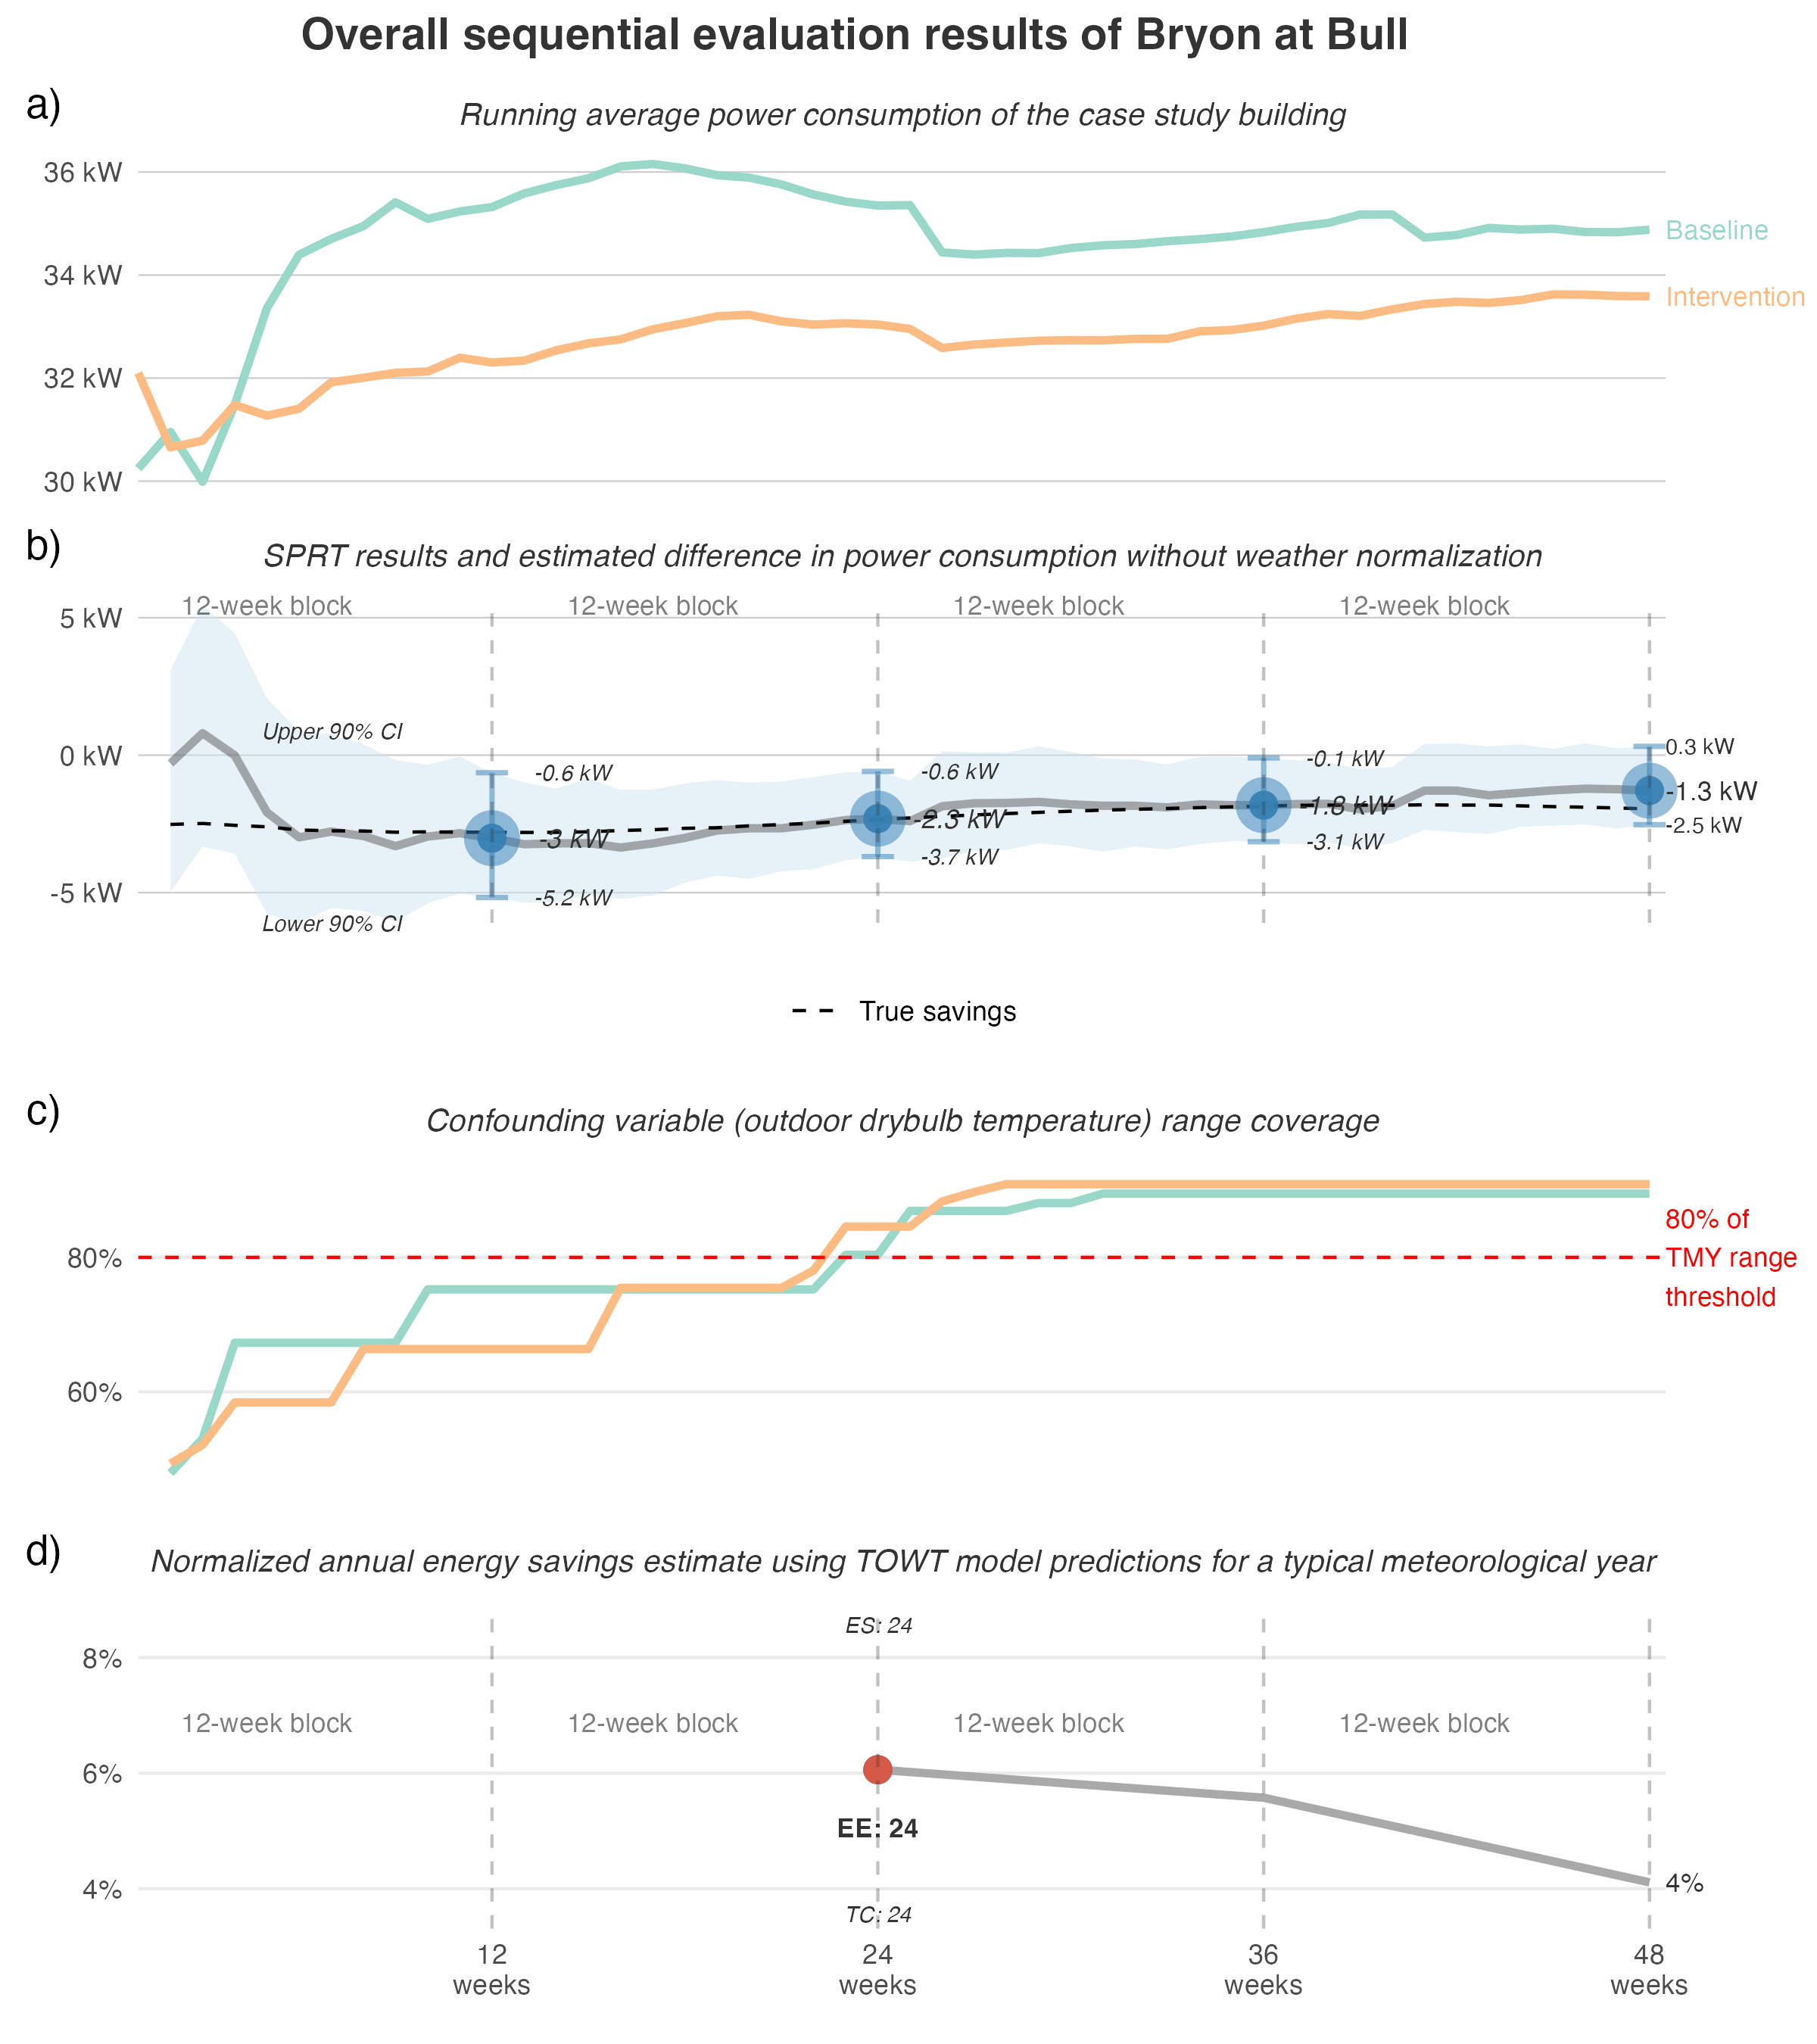 Overall sequential evaluation results of Bryon at Bull
a)
Running average power consumption of the case study building
36 kW
34 kW
32 kW
30 kW
Baseline
Intervention
b)
SPRT results and estimated difference in power consumption without weather normalization
12-week block
12-week block
12-week block
12-week block
5 kW
0 kW
-5 kW
Upper 90% CI
Lower 90% CI
-0.6 kW
-3 kW
-5.2 kW
-0.6 kW
-2.3 kW
-3.7 kW
-0.1 kW
-1.8 kW
-3.1 kW
0.3 kW
-1.3 kW
-2.5 kW
True savings
c)
Confounding variable (outdoor drybulb temperature) range coverage
80%
60%
80% of
TMY range
threshold
d)
Normalized annual energy savings estimate using TOWT model predictions for a typical meteorological year
ES: 24
8%
6%
4%
12-week block
12-week block
12-week block
12-week block
EE: 24
TC: 24
4%
12
weeks
24
weeks
36
weeks
48
weeks